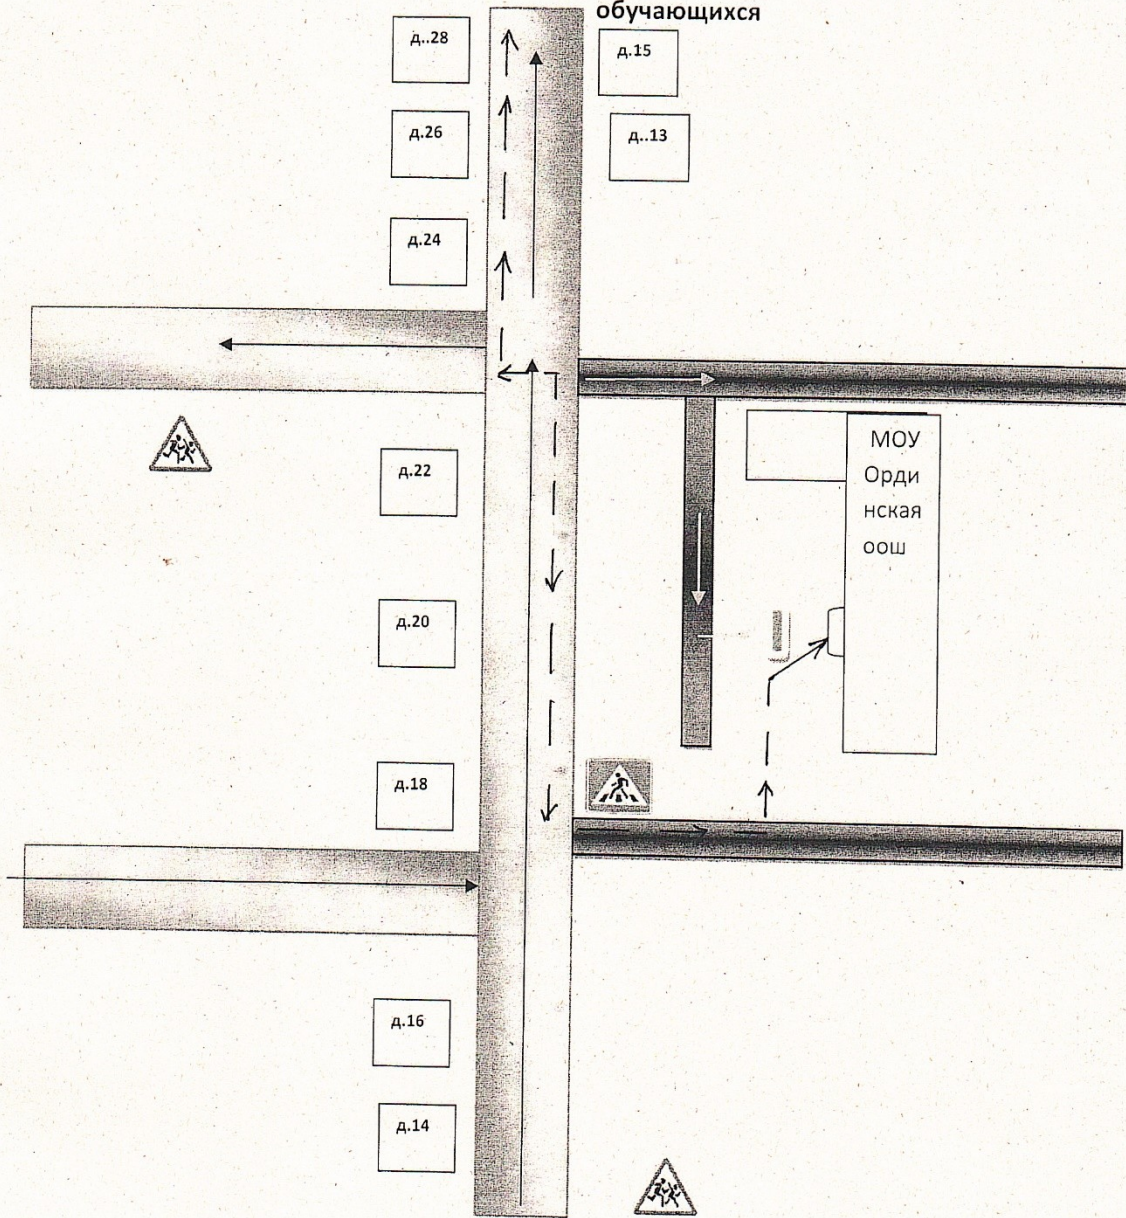 обучающихся
д..28
д.15
д.26
д..13
д.24
д.22
МОУ
Орди
нская
оош
д.20
д.18
д.16
д.14